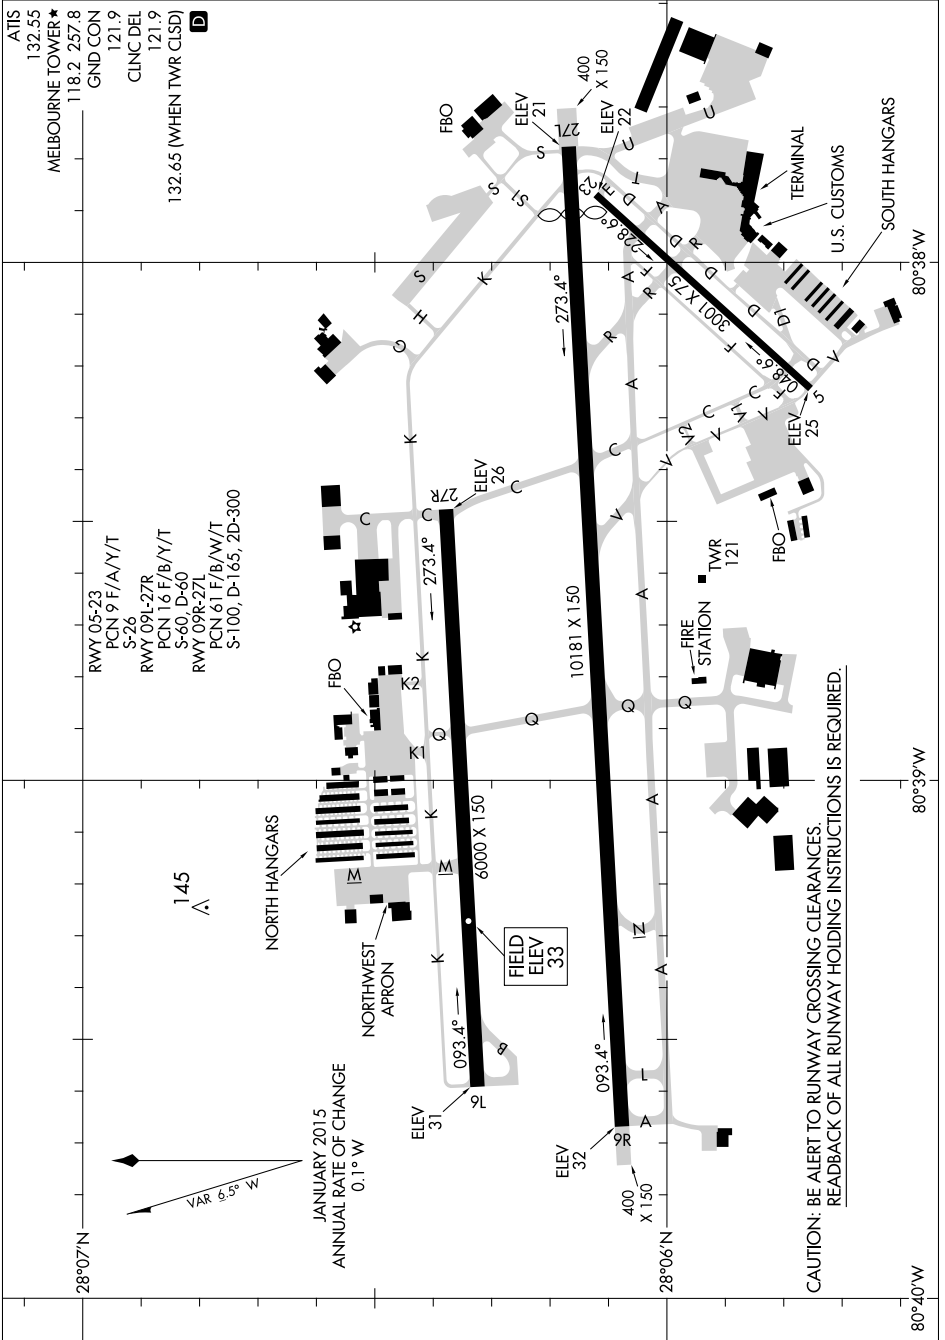 ATIS
132.55
MELBOURNE TOWER★
118.2 257.8
GND CON
121.9
CLNC DEL
121.9
132.65 (WHEN TWR CLSD)
D
RWY 05-23
PCN 9 F/A/Y/T
S-26
RWY 09L-27R
PCN 16 F/B/Y/T
S-60, D-60
RWY 09R-27L
PCN 61 F/B/W/T
S-100, D-165, 2D-300
28°07'N
VAR 6.5° W
JANUARY 2015
ANNUAL RATE OF CHANGE
0.1° W
145
NORTH HANGARS
NORTHWEST
APRON
M
M
FBO
K2
K1
K
K
K
K
K
Q
Q
Q
Q
C
C
C
C
C
C
G
H
S
S
S
S1
FBO
ELEV
21
27L
400
X 150
ELEV
22
23
E
D
T
U
U
A
228.6°
273.4°
A
R
R
R
F
D
D
D
D
D1
3001 X 75
F
F
048.6°
5
V
ELEV
25
TERMINAL
U.S. CUSTOMS
SOUTH HANGARS
27R
ELEV
26
273.4°
A
V
V
V
V
V1
V2
TWR
121
FBO
FIRE
STATION
A
A
A
A
L
N
10181 X 150
6000 X 150
FIELD
ELEV
33
093.4°
B
9L
ELEV
31
093.4°
9R
ELEV
32
400
X 150
28°06'N
80°38'W
80°39'W
80°40'W
CAUTION: BE ALERT TO RUNWAY CROSSING CLEARANCES.
READBACK OF ALL RUNWAY HOLDING INSTRUCTIONS IS REQUIRED.